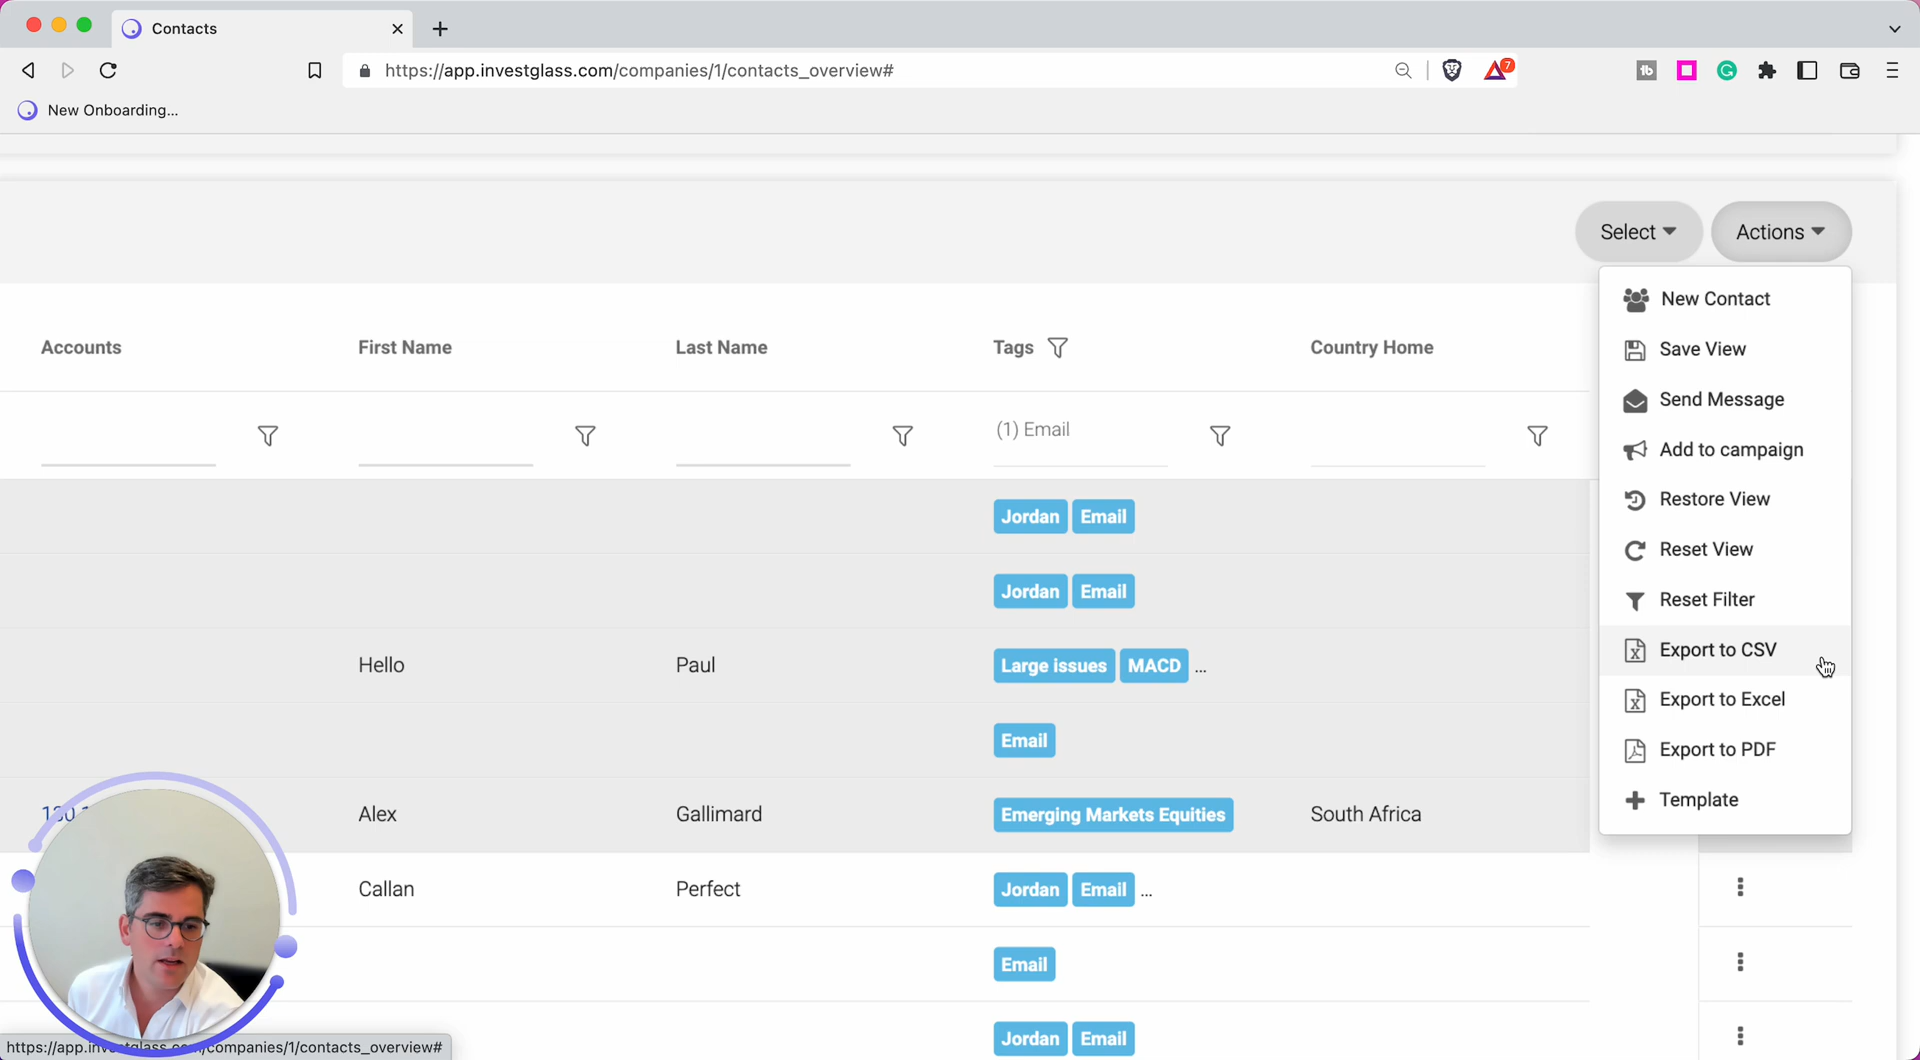 Contacts
https://app.investglass.com/companies/1/contacts_overview#
7
tb
G
New Onboarding...
Select
Actions
New Contact
Save View
Send Message
Add to campaign
Restore View
Reset View
Reset Filter
Export to CSV
Export to Excel
Export to PDF
Template
Accounts
First Name
Last Name
Tags
Country Home
(1) Email
Jordan Email
Jordan Email
Hello Paul Large issues MACD ...
Email
Alex Gallimard Emerging Markets Equities South Africa
Callan Perfect Jordan Email ...
Email
Jordan Email
https://app.investglass.com/companies/1/contacts_overview#